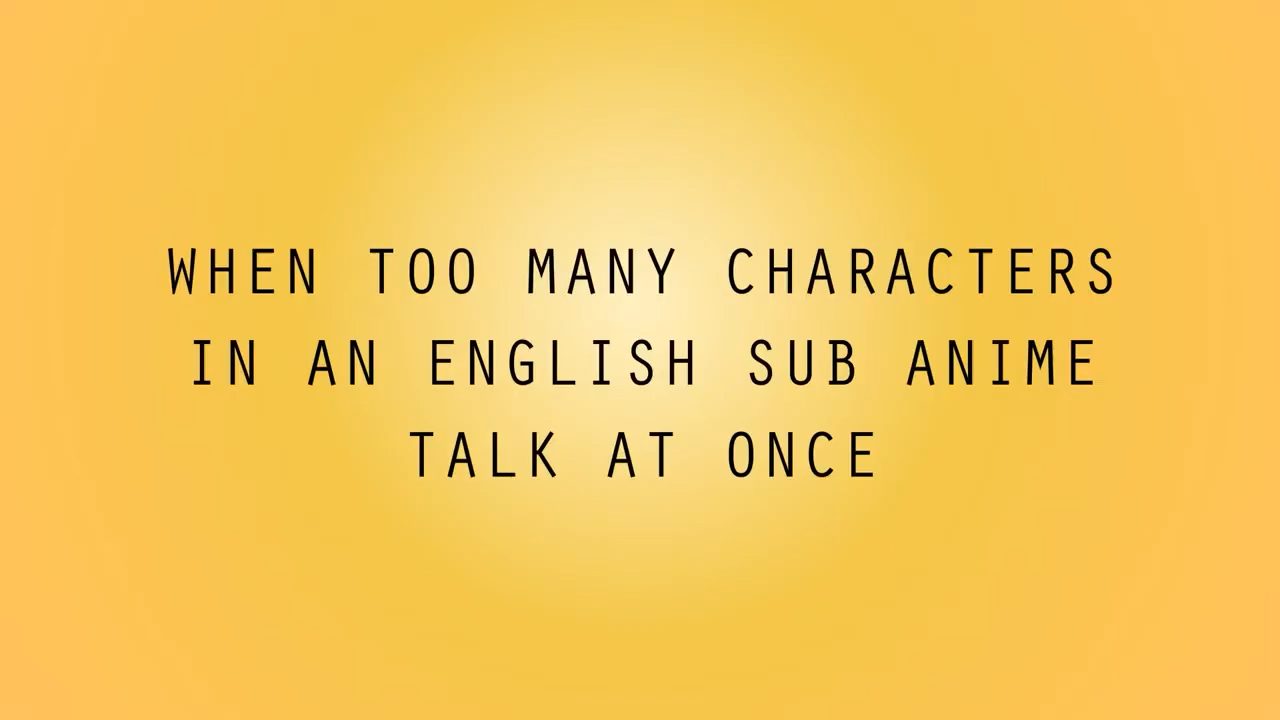 WHEN TOO MANY CHARACTERS
IN AN ENGLISH SUB ANIME
TALK AT ONCE